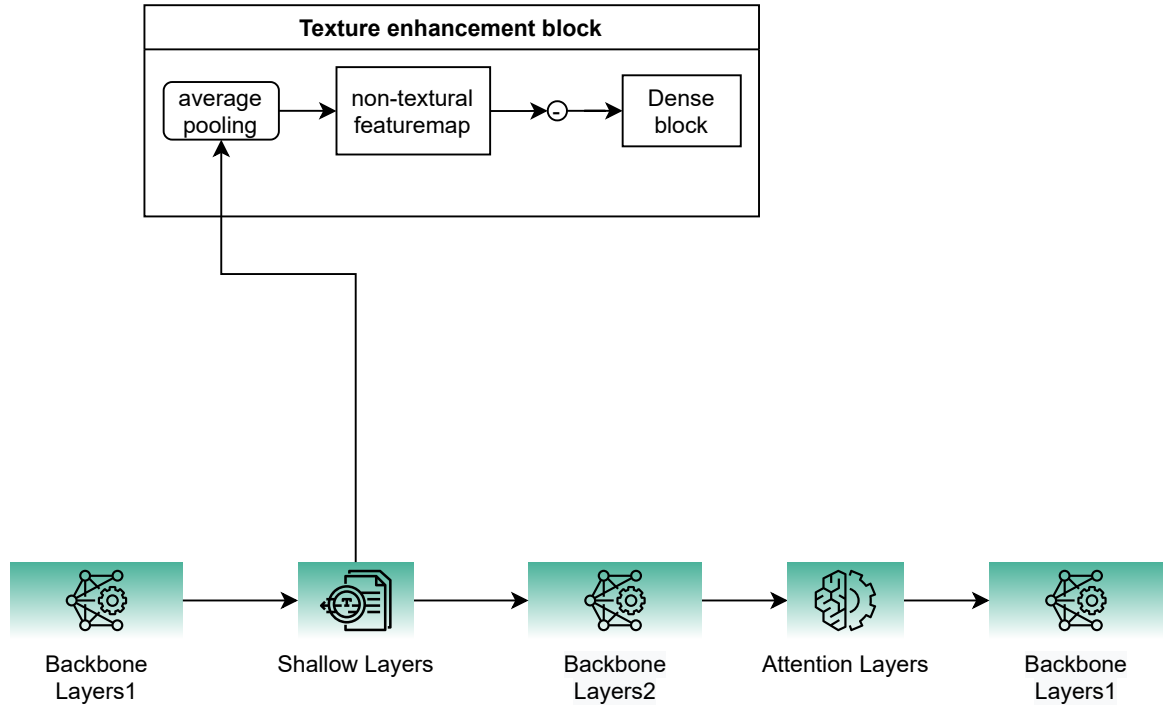 Texture enhancement block
average
pooling
non-textural
featuremap
-
Dense
block
T
Backbone
Layers1
Shallow Layers
Backbone
Layers2
Attention Layers
Backbone
Layers1